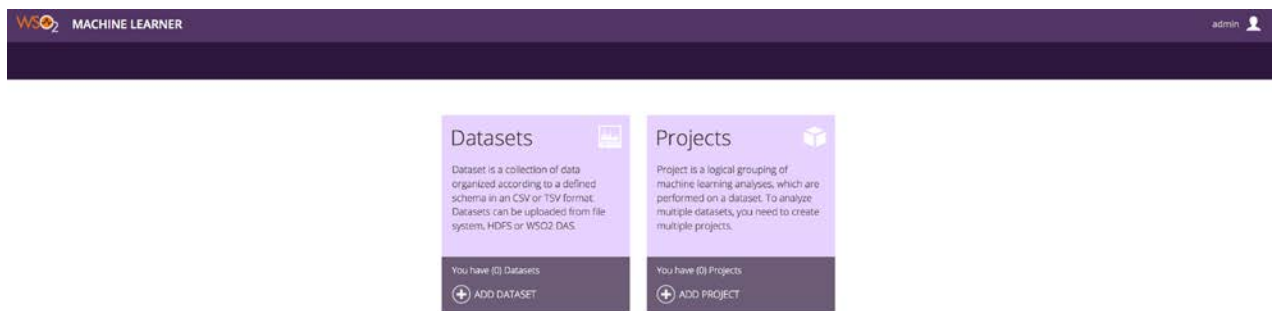 WSO2 MACHINE LEARNER
admin
Datasets
Dataset is a collection of data
organized according to a defined
schema in an CSV or TSV format.
Datasets can be uploaded from file
system, HDFS or WSO2 DAS.
You have (0) Datasets
ADD DATASET
Projects
Project is a logical grouping of
machine learning analyses, which are
performed on a dataset. To analyze
multiple datasets, you need to create
multiple projects.
You have (0) Projects
ADD PROJECT